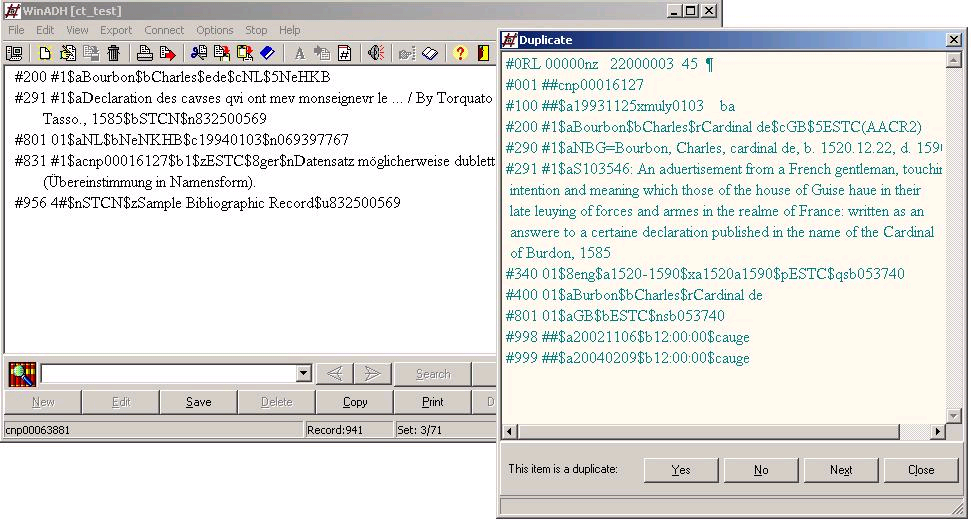 WinADH [ct_test]
File Edit View Export Connect Options Stop Help
#200 #1$aBourbon$bCharles$ede$cNL$5NeHKB
#291 #1$aDeclaration des cavses qvi ont mev monseignevr le ... / By Torquato
Tasso., 1585$bSTCN$n832500569
#801 01$aNL$bNeNKHB$c19940103$n069397767
#831 #1$acnp00016127$b1$zESTC$8ger$nDatensatz möglicherweise dublett
(Übereinstimming in Namensform).
#956 4#$nSTCN$zSample Bibliographic Record$u832500569
Search
New Edit Save Delete Copy Print D
cnp00063881 Record:941 Set: 3/71
Duplicate
#0RL 00000nz 22000003 45 ¶
#001 ##cnp00016127
#100 ##$a19931125xmuly0103 ba
#200 #1$aBourbon$bCharles$rCardinal de$cGB$5ESTC(AACR2)
#290 #1$aNBG=Bourbon, Charles, cardinal de, b. 1520.12.22, d. 159
#291 #1$aS103546: An aduertisement from a French gentleman, touchin
intention and meaning which those of the house of Guise haue in their
late leuying of forces and armes in the realme of France: written as an
answere to a certaine declaration published in the name of the Cardinal
of Burdon, 1585
#340 01$8eng$a1520-1590$xa1520a1590$pESTC$qsb053740
#400 01$aBurbon$bCharles$rCardinal de
#801 01$aGB$bESTC$nsb053740
#998 ##$a20021106$b12:00:00$cauge
#999 ##$a20040209$b12:00:00$cauge
This item is a duplicate: Yes No Next Close